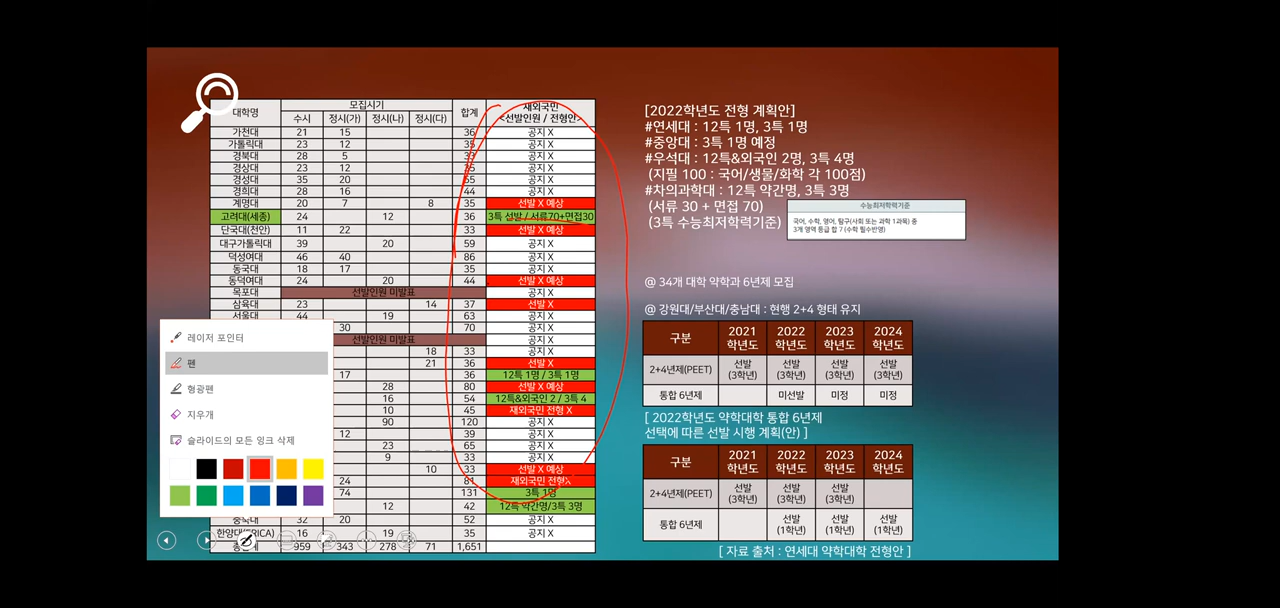 대학명 모집시기 합계 재외국민
수시 정시(가) 정시(나) 정시(다) <선발인원 / 전형안>
가천대 21 15 36 공지 X
가톨릭대 23 12 35 공지 X
경북대 28 5 33 공지 X
경상대 23 12 35 공지 X
경성대 35 20 55 공지 X
경희대 28 16 44 공지 X
계명대 20 7 8 35 선발 X 예상
고려대(세종) 24 12 36 3특 선발 / 서류70+면접30
단국대(천안) 11 22 33 선발 X 예상
대구가톨릭대 39 20 59 공지 X
덕성여대 46 40 86 공지 X
동국대 18 17 35 공지 X
동덕여대 24 20 44 선발 X 예상
목포대 선발인원 미발표 공지 X
삼육대 23 14 37 선발 X
서울대 44 19 63 공지 X
30 70 공지 X
선발인원 미발표 공지 X
18 33 공지 X
21 36 선발 X
17 36 12특 1명 / 3특 1명
28 80 선발 X 예상
16 54 12특&외국인 2 / 3특 4
10 45 재외국민 전형 X
90 120 공지 X
12 39 공지 X
23 65 공지 X
9 33 공지 X
10 33 선발 X 예상
24 81 재외국민 전형X
74 131 3특 1명
12 42 12특 약간명/3특 3명
32 20 52 공지 X
한양대(ERICA) 16 19 35 공지 X
959 343 278 71 1,651
레이저 포인터
펜
형광펜
지우개
슬라이드의 모든 잉크 삭제
[2022학년도 전형 계획안]
#연세대 : 12특 1명, 3특 1명
#중앙대 : 3특 1명 예정
#우석대 : 12특&외국인 2명, 3특 4명
(지필 100 : 국어/생물/화학 각 100점)
#차의과학대 : 12특 약간명, 3특 3명
(서류 30 + 면접 70)
(3특 수능최저학력기준)
수능최저학력기준
국어, 수학, 영어, 탐구(사회 또는 과학 1과목) 중
3개 영역 등급 합 7 (수학 필수반영)
@ 34개 대학 약학과 6년제 모집
@ 강원대/부산대/충남대 : 현행 2+4 형태 유지
구분 2021 학년도 2022 학년도 2023 학년도 2024 학년도
2+4년제(PEET) 선발 (3학년) 선발 (3학년) 선발 (3학년) 선발 (3학년)
통합 6년제 미선발 미정 미정
[ 2022학년도 약학대학 통합 6년제
선택에 따른 선발 시행 계획(안) ]
구분 2021 학년도 2022 학년도 2023 학년도 2024 학년도
2+4년제(PEET) 선발 (3학년) 선발 (3학년) 선발 (3학년)
통합 6년제 선발 (1학년) 선발 (1학년) 선발 (1학년)
[ 자료 출처 : 연세대 약학대학 전형안 ]